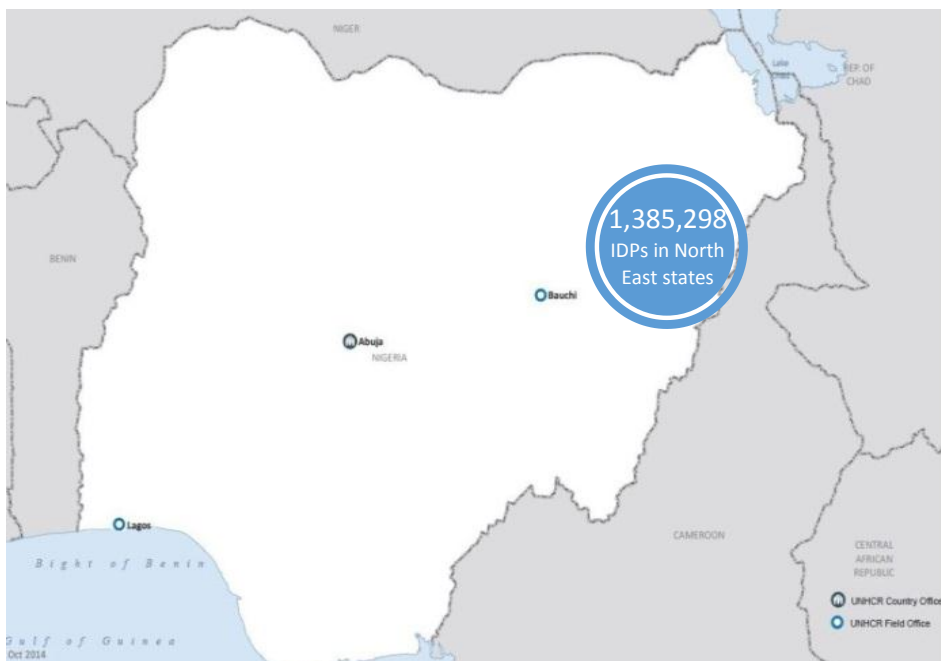 NIGER
Lake
Chad
REP. OF
CHAD
1,385,298
IDPs in North
East states
BENIN
Bauchi
Abuja
NIGERIA
Lagos
CAMEROON
Bight of Benin
CENTRAL
AFRICAN
REPUBLIC
UNHCR Country Office
UNHCR Field Office
Gulf of Guinea
Oct 2014